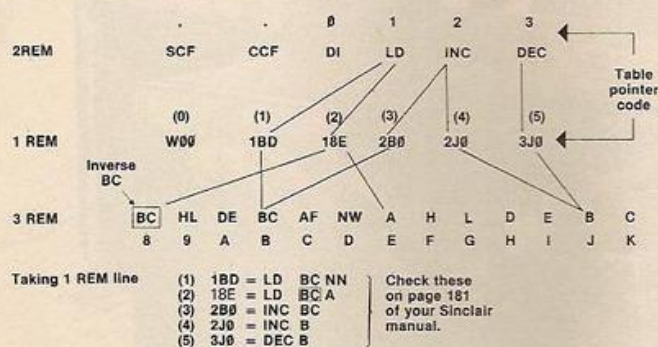 . . Ø 1 2 3
2REM SCF CCF DI LD INC DEC
Table
pointer
code
(0) (1) (2) (3) (4) (5)
1 REM WØØ 1BD 18E 2BØ 2JØ 3JØ
Inverse
BC
3 REM BC HL DE BC AF NW A H L D E B C
8 9 A B C D E F G H I J K
Taking 1 REM line (1) 1BD = LD BC NN
(2) 18E = LD BC A
(3) 2BØ = INC BC
(4) 2JØ = INC B
(5) 3JØ = DEC B
Check these
on page 181
of your Sinclair
manual.